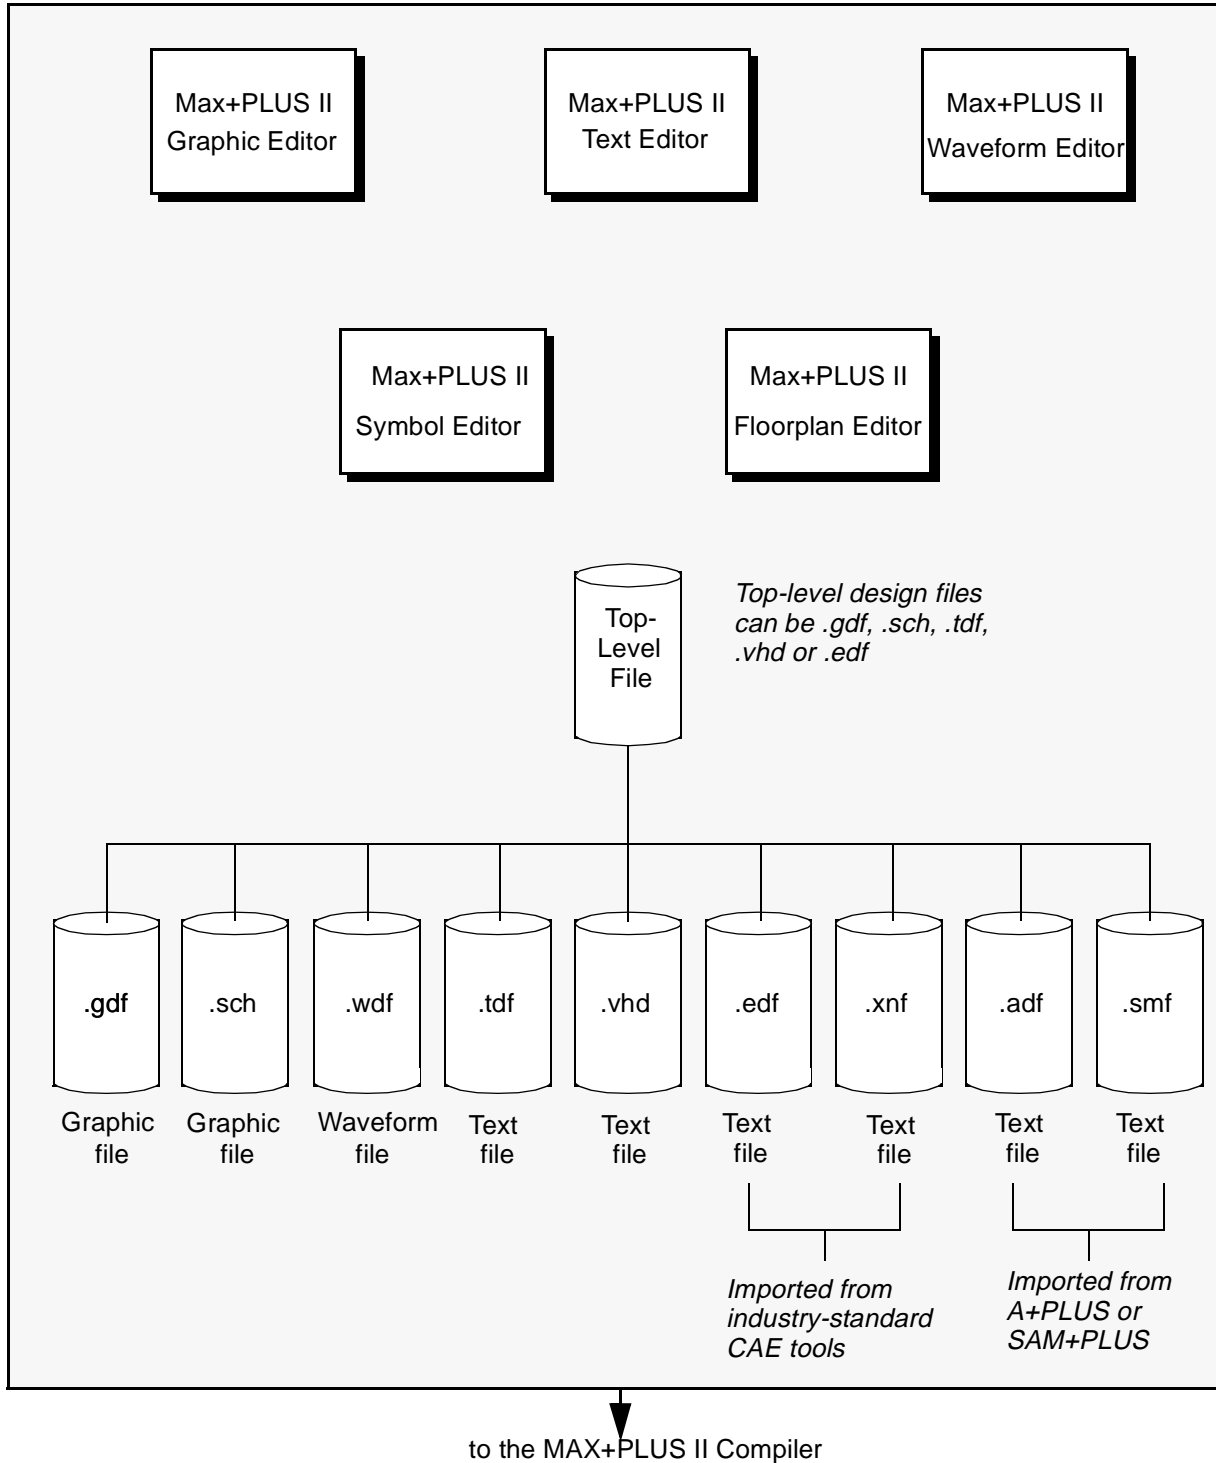 Max+PLUS II
Graphic Editor
Max+PLUS II
Text Editor
Max+PLUS II
Waveform Editor
Max+PLUS II
Symbol Editor
Max+PLUS II
Floorplan Editor
Top-
Level
File
Top-level design files
can be .gdf, .sch, .tdf,
.vhd or .edf
.gdf
.sch
.wdf
.tdf
.vhd
.edf
.xnf
.adf
.smf
Graphic
file
Graphic
file
Waveform
file
Text
file
Text
file
Text
file
Text
file
Text
file
Text
file
Imported from
industry-standard
CAE tools
Imported from
A+PLUS or
SAM+PLUS
to the MAX+PLUS II Compiler